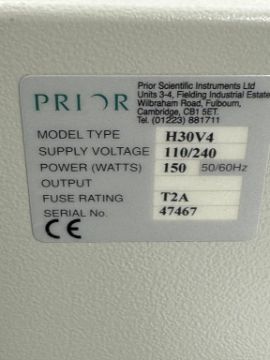 Prior Scientific Instruments Ltd
Units 3-4, Fielding Industrial Estate
Wilbraham Road, Fulbourn,
Cambridge, CB1 5ET.
Tel. (01223) 881711
PRIOR
MODEL TYPE H30V4
SUPPLY VOLTAGE 110/240
POWER (WATTS) 150 50/60Hz
OUTPUT
FUSE RATING T2A
SERIAL No. 47467
CE